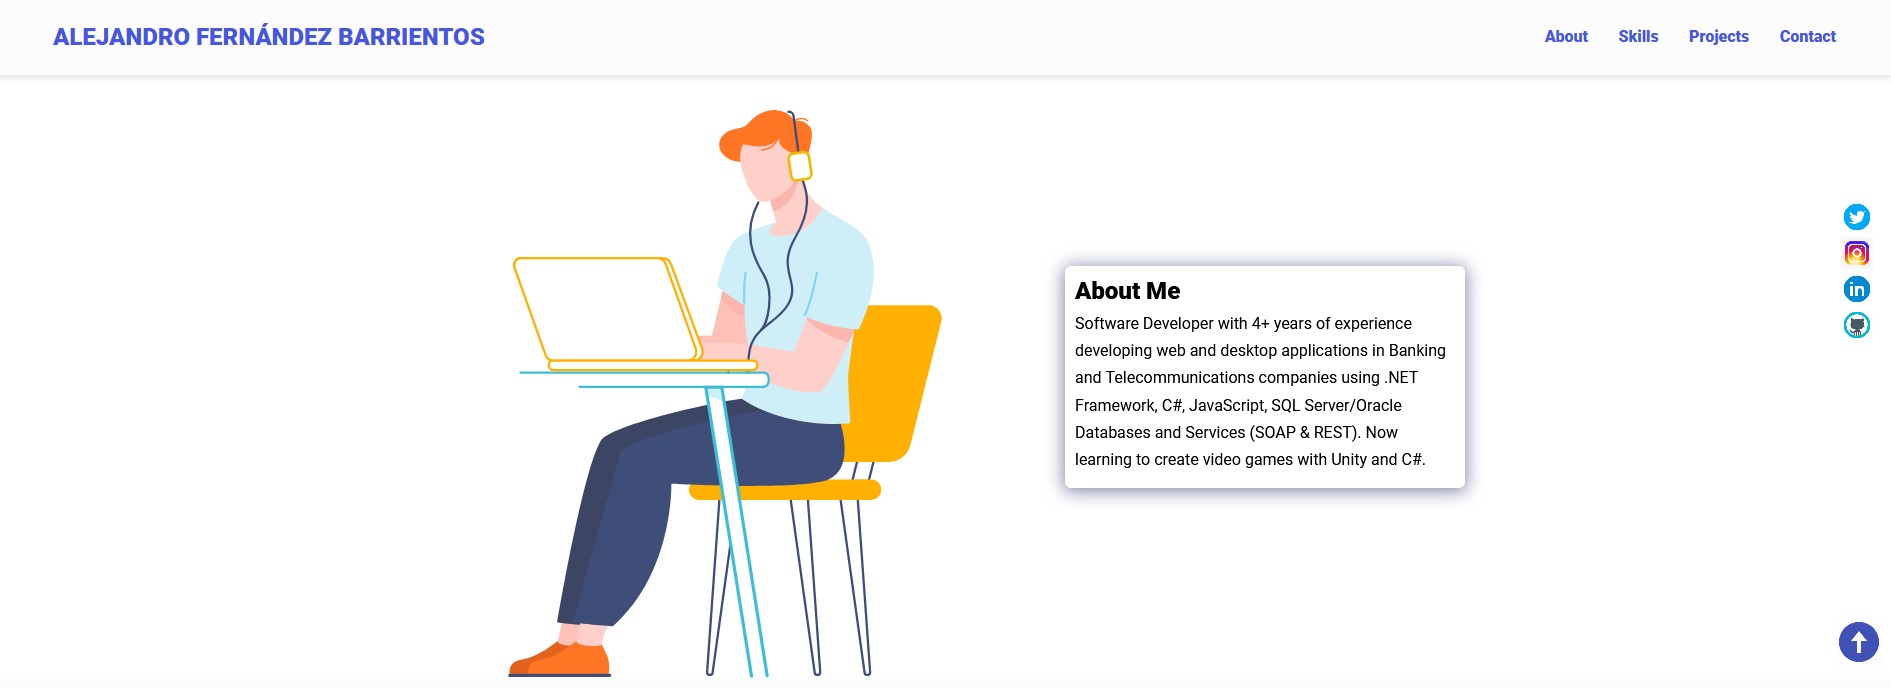 ALEJANDRO FERNÁNDEZ BARRIENTOS
About Skills Projects Contact
About Me
Software Developer with 4+ years of experience
developing web and desktop applications in Banking
and Telecommunications companies using .NET
Framework, C#, JavaScript, SQL Server/Oracle
Databases and Services (SOAP & REST). Now
learning to create video games with Unity and C#.
in